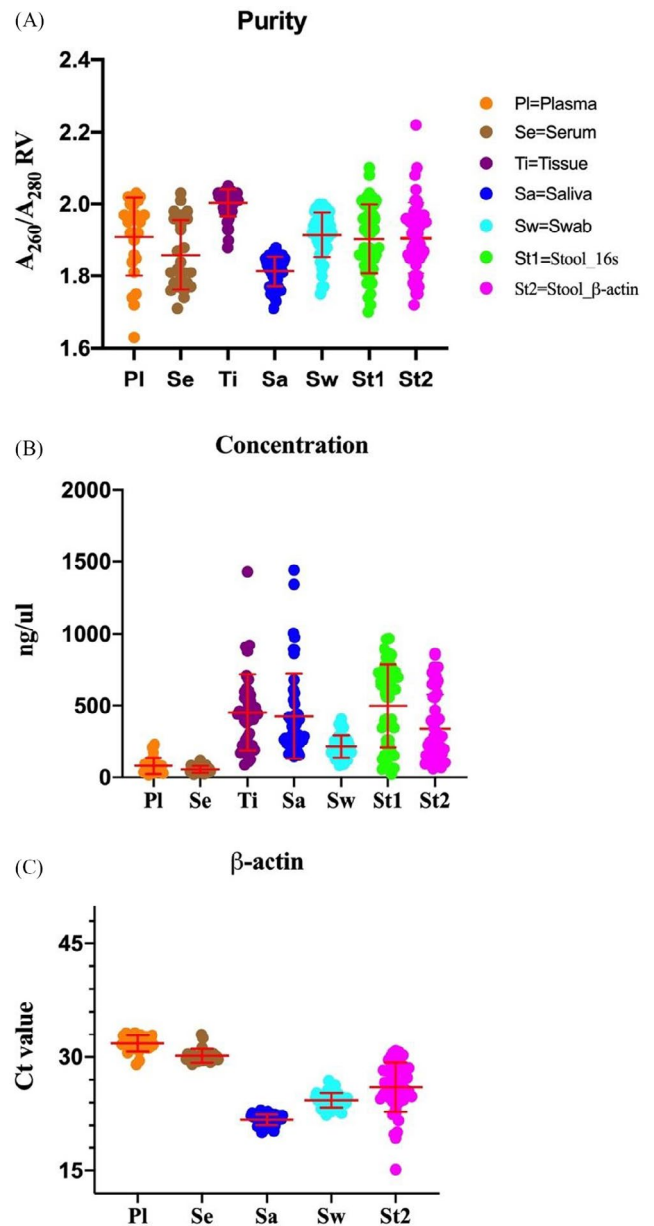 (A)
Purity
A260/A280 RV
2.4
2.2
2.0
1.8
1.6
Pl Se Ti Sa Sw St1 St2
Pl=Plasma
Se=Serum
Ti=Tissue
Sa=Saliva
Sw=Swab
St1=Stool_16s
St2=Stool_β-actin
(B)
Concentration
ng/ul
2000
1500
1000
500
0
Pl Se Ti Sa Sw St1 St2
(C)
β-actin
Ct value
45
30
15
Pl Se Sa Sw St2